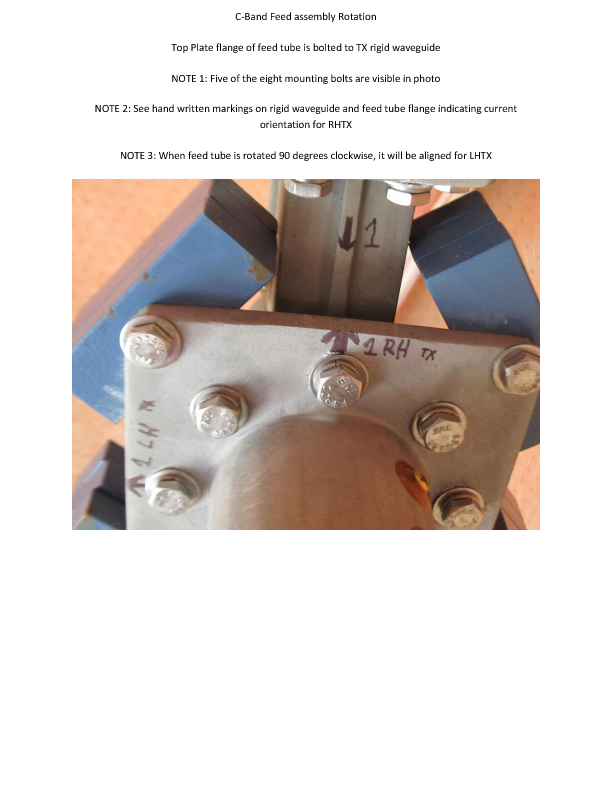 C-Band Feed assembly Rotation
Top Plate flange of feed tube is bolted to TX rigid waveguide
NOTE 1: Five of the eight mounting bolts are visible in photo
NOTE 2: See hand written markings on rigid waveguide and feed tube flange indicating current
orientation for RHTX
NOTE 3: When feed tube is rotated 90 degrees clockwise, it will be aligned for LHTX
1
1 RH TX
1 LH TX